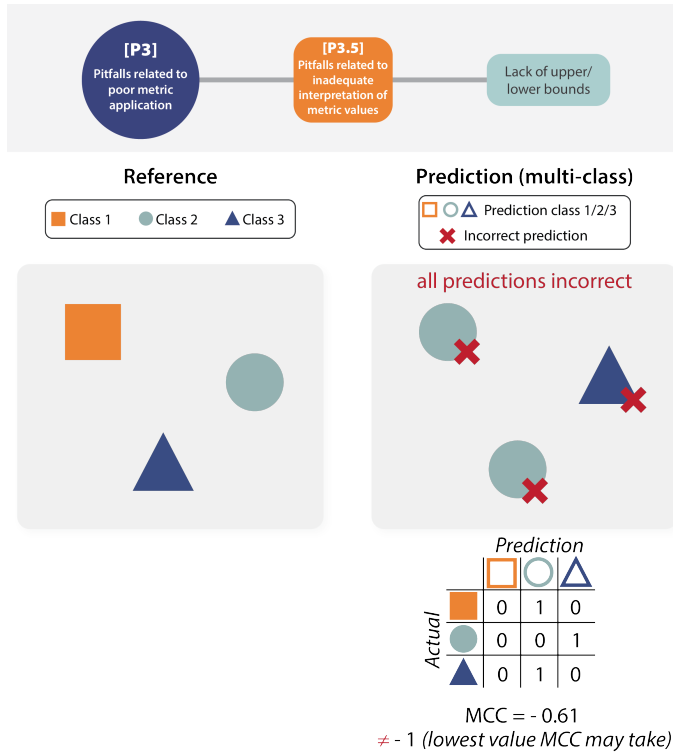 [P3]
Pitfalls related to
poor metric
application
[P3.5]
Pitfalls related to
inadequate
interpretation of
metric values
Lack of upper/
lower bounds
Reference
Prediction (multi-class)
Class 1 Class 2 Class 3
Prediction class 1/2/3
Incorrect prediction
all predictions incorrect
Prediction
Actual
0 1 0
0 0 1
0 1 0
MCC = - 0.61
≠ - 1 (lowest value MCC may take)